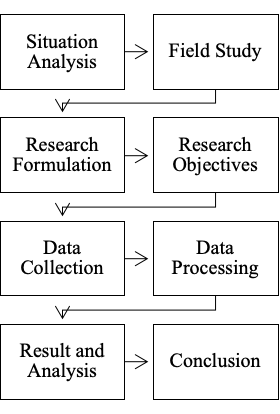 Situation
Analysis
Field Study
Research
Formulation
Research
Objectives
Data
Collection
Data
Processing
Result and
Analysis
Conclusion